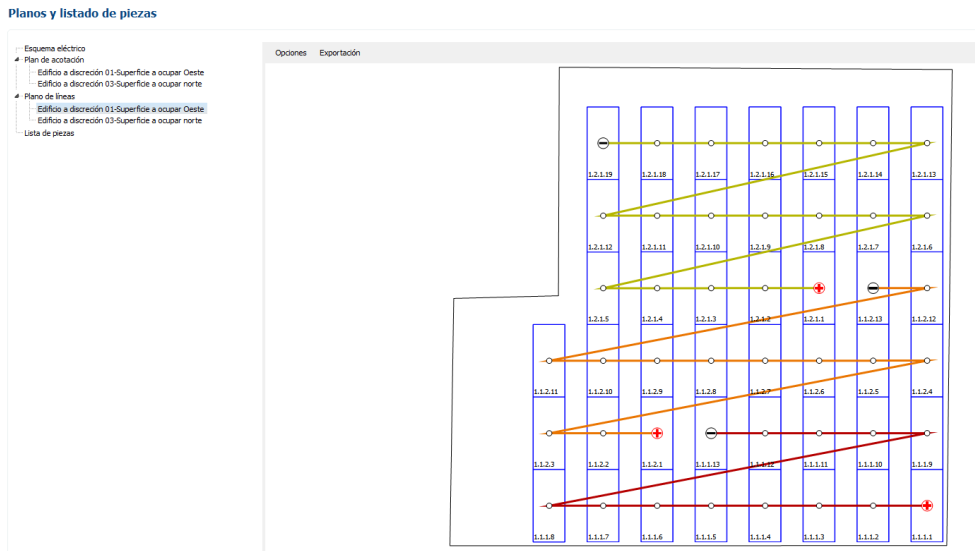 Planos y listado de piezas
Esquema eléctrico
Plan de acotación
Edificio a discreción 01-Superficie a ocupar Oeste
Edificio a discreción 03-Superficie a ocupar norte
Plano de líneas
Edificio a discreción 01-Superficie a ocupar Oeste
Edificio a discreción 03-Superficie a ocupar norte
Lista de piezas
Opciones Exportación
1.2.1.19 1.2.1.18 1.2.1.17 1.2.1.16 1.2.1.15 1.2.1.14 1.2.1.13
1.2.1.12 1.2.1.11 1.2.1.10 1.2.1.9 1.2.1.8 1.2.1.7 1.2.1.6
1.2.1.5 1.2.1.4 1.2.1.3 1.2.1.2 1.2.1.1 1.1.2.13 1.1.2.12
1.1.2.11 1.1.2.10 1.1.2.9 1.1.2.8 1.1.2.7 1.1.2.6 1.1.2.5 1.1.2.4
1.1.2.3 1.1.2.2 1.1.2.1 1.1.1.13 1.1.1.12 1.1.1.11 1.1.1.10 1.1.1.9
1.1.1.8 1.1.1.7 1.1.1.6 1.1.1.5 1.1.1.4 1.1.1.3 1.1.1.2 1.1.1.1